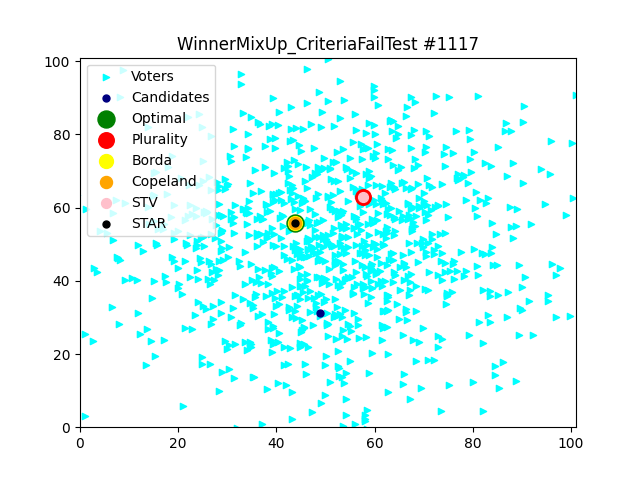 WinnerMixUp_CriteriaFailTest #1117
100
80
60
40
20
0
Voters
Candidates
Optimal
Plurality
Borda
Copeland
STV
STAR
0 20 40 60 80 100